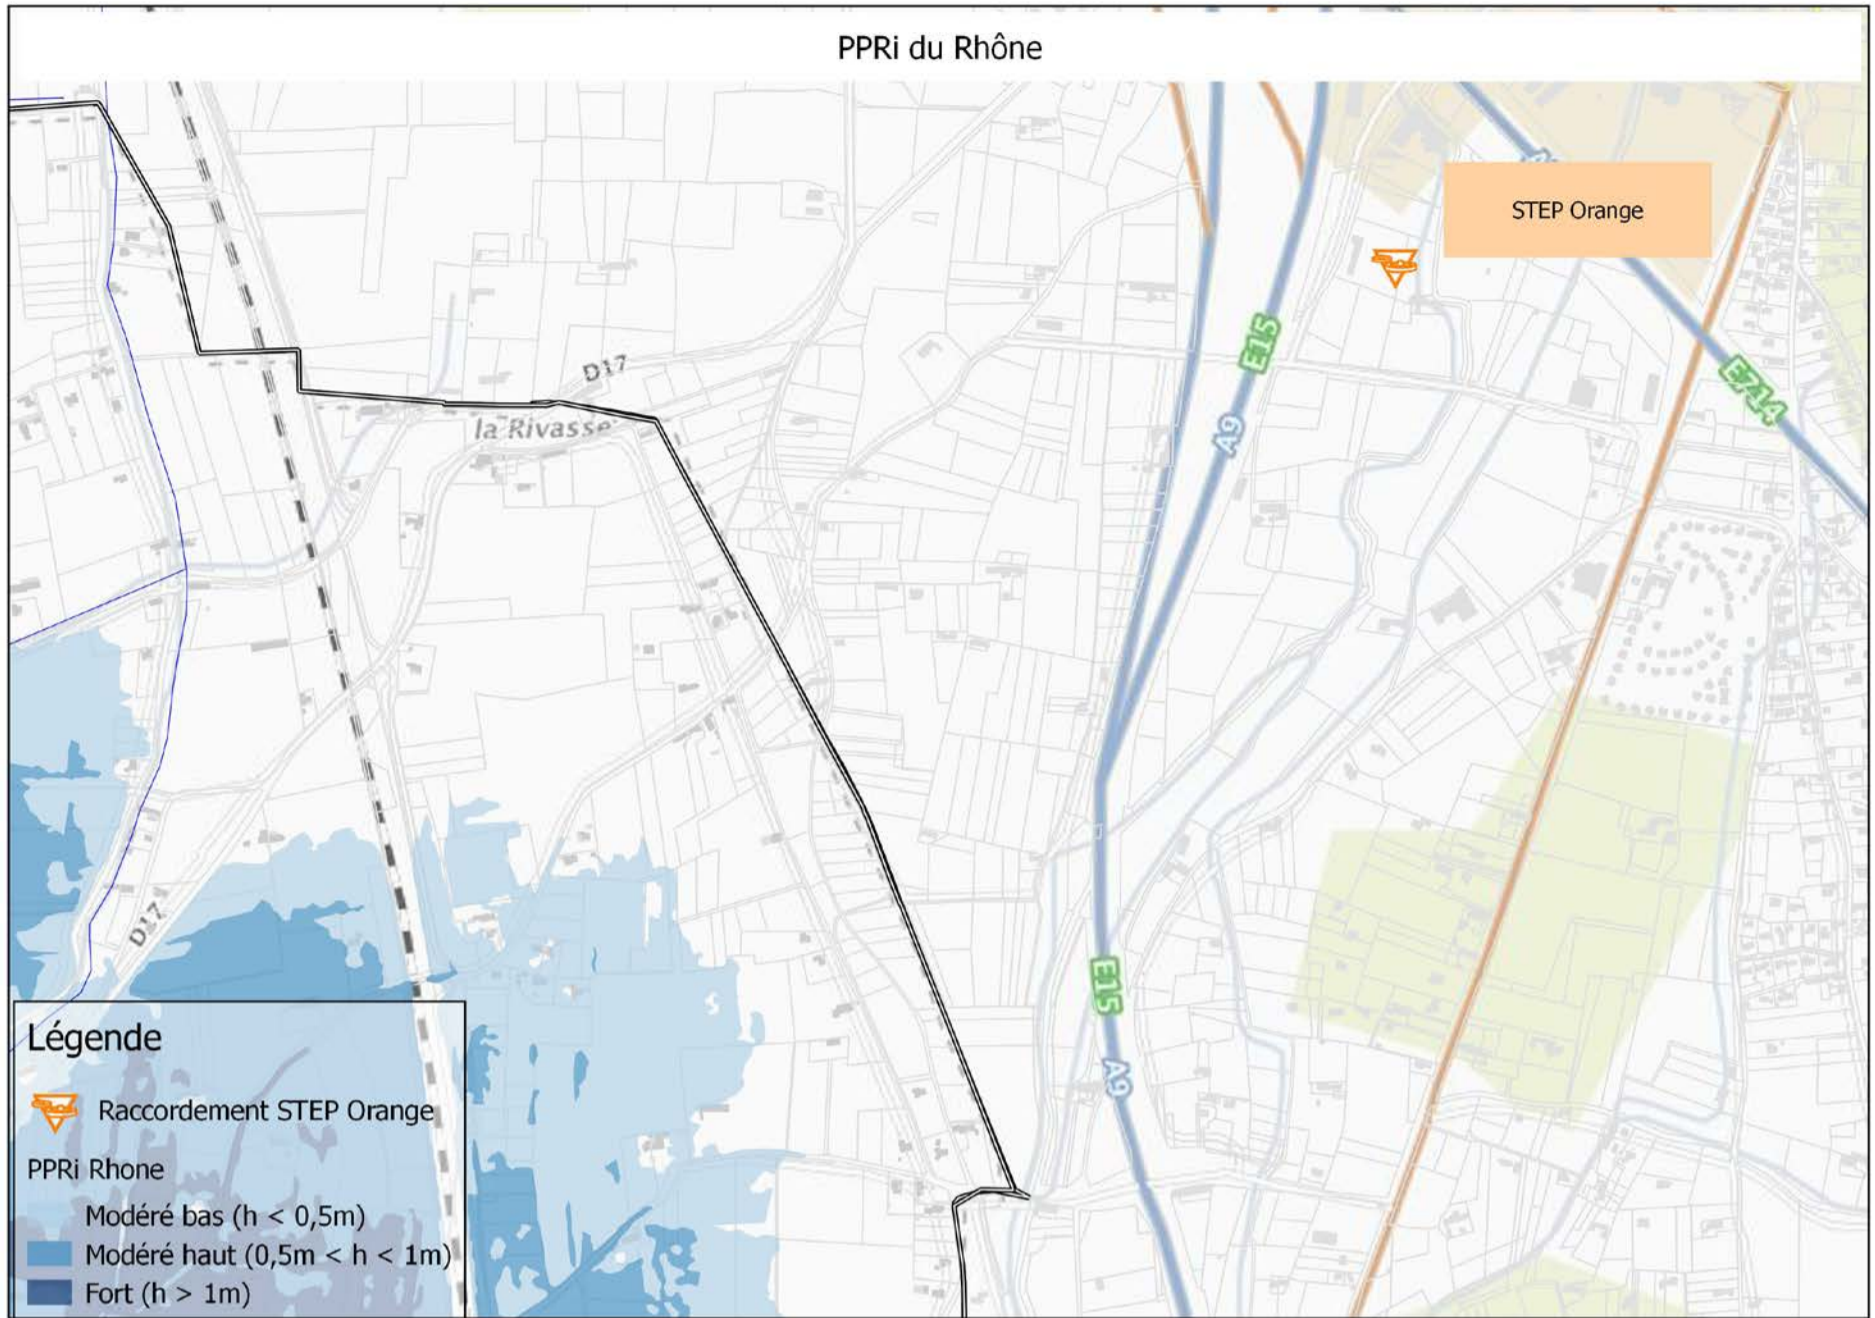 PPRi du Rhône
STEP Orange
E15
D17
E714
la Rivasse
A9
D17
E15
A9
Légende
Raccordement STEP Orange
PPRi Rhone
Modéré bas (h < 0,5m)
Modéré haut (0,5m < h < 1m)
Fort (h > 1m)